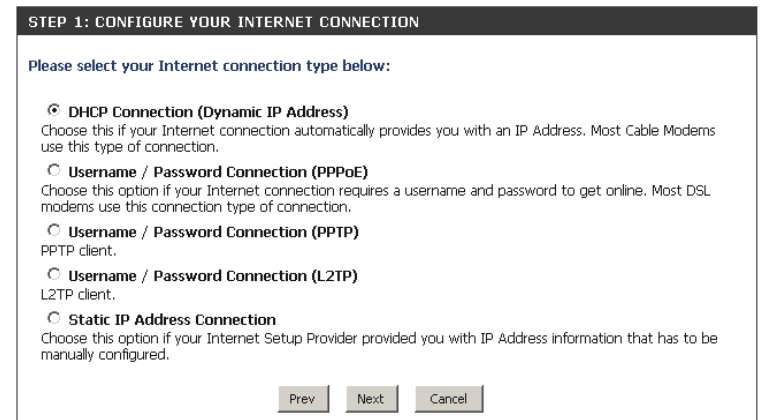 STEP 1: CONFIGURE YOUR INTERNET CONNECTION
Please select your Internet connection type below:
DHCP Connection (Dynamic IP Address)
Choose this if your Internet connection automatically provides you with an IP Address. Most Cable Modems
use this type of connection.
Username / Password Connection (PPPoE)
Choose this option if your Internet connection requires a username and password to get online. Most DSL
modems use this connection type of connection.
Username / Password Connection (PPTP)
PPTP client.
Username / Password Connection (L2TP)
L2TP client.
Static IP Address Connection
Choose this option if your Internet Setup Provider provided you with IP Address information that has to be
manually configured.
Prev Next Cancel